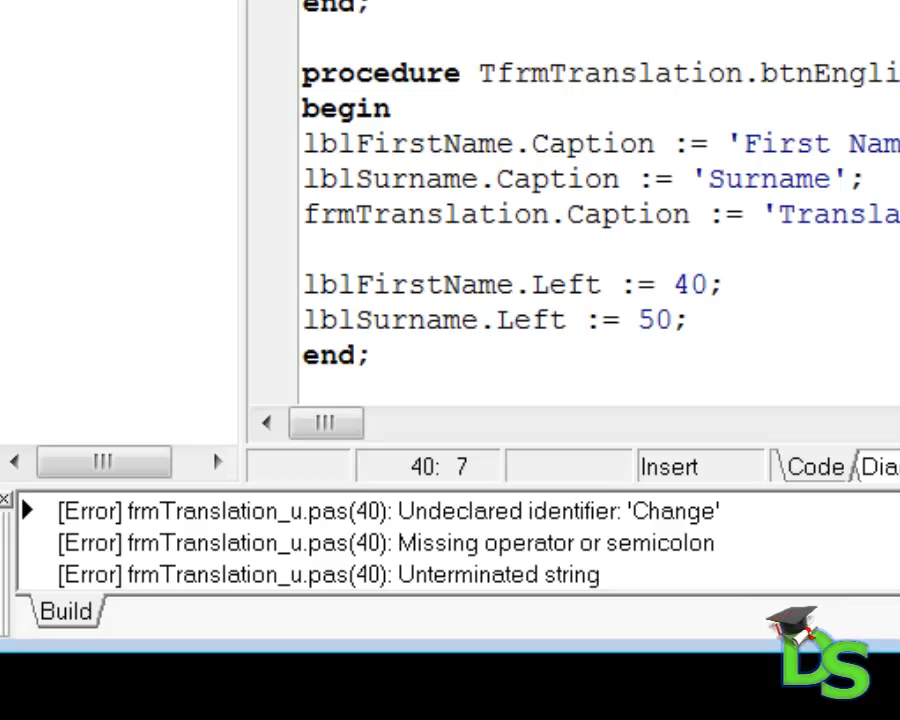 end;
procedure TfrmTranslation.btnEngli
begin
lblFirstName.Caption := 'First Nam
lblSurname.Caption := 'Surname';
frmTranslation.Caption := 'Transla
lblFirstName.Left := 40;
lblSurname.Left := 50;
end;
40: 7 Insert Code Dia
[Error] frmTranslation_u.pas(40): Undeclared identifier: 'Change'
[Error] frmTranslation_u.pas(40): Missing operator or semicolon
[Error] frmTranslation_u.pas(40): Unterminated string
Build
DS